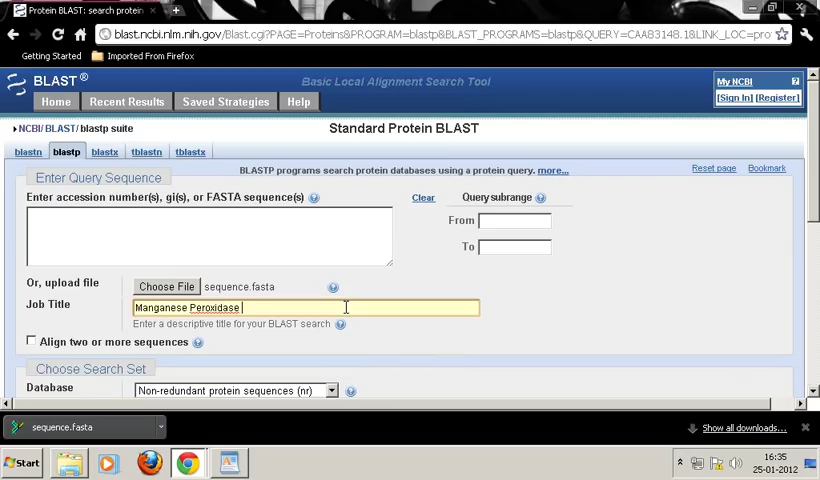 Protein BLAST: search protein
blast.ncbi.nlm.nih.gov/Blast.cgi?PAGE=Proteins&PROGRAM=blastp&BLAST_PROGRAMS=blastp&QUERY=CAA83148.1&LINK_LOC=pro
Getting Started Imported From Firefox
BLAST ® Basic Local Alignment Search Tool My NCBI ?
[Sign In] [Register]
Home Recent Results Saved Strategies Help
NCBI/ BLAST/ blastp suite Standard Protein BLAST
blastn blastp blastx tblastn tblastx
BLASTP programs search protein databases using a protein query. more... Reset page Bookmark
Enter Query Sequence
Enter accession number(s), gi(s), or FASTA sequence(s) ? Clear Query subrange ?
From
To
Or, upload file Choose File sequence.fasta ?
Job Title Manganese Peroxidase
Enter a descriptive title for your BLAST search ?
Align two or more sequences ?
Choose Search Set
Database Non-redundant protein sequences (nr) ?
sequence.fasta Show all downloads...
Start 16:35
25-01-2012